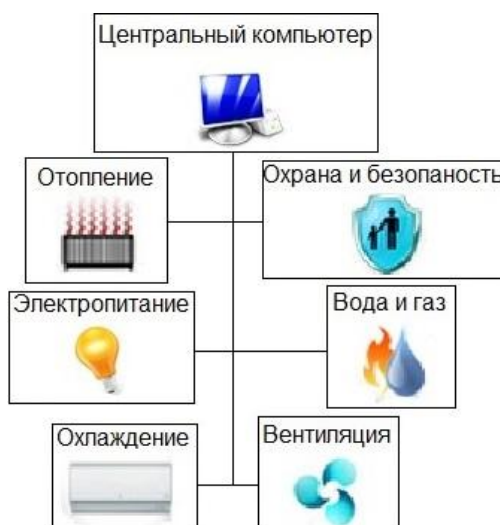 Центральный компьютер
Отопление
Охрана и безопаность
Электропитание
Вода и газ
Охлаждение
Вентиляция